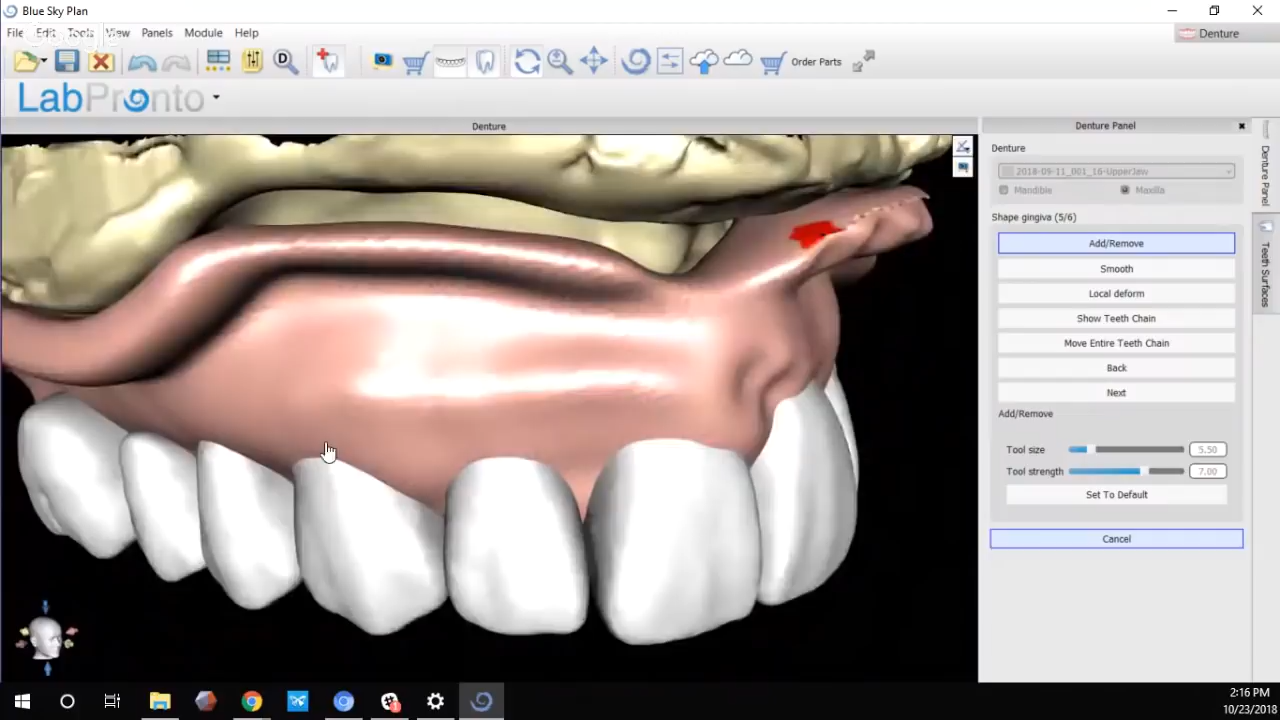 Blue Sky Plan
File Edit Tools View Panels Module Help
Google
Denture
D
Order Parts
LabPronto
Denture
Denture Panel
Denture
2018-09-11_001_16-UpperJaw
Mandible Maxilla
Shape gingiva (5/6)
Add/Remove
Smooth
Local deform
Show Teeth Chain
Move Entire Teeth Chain
Back
Next
Add/Remove
Tool size 5.50
Tool strength 7.00
Set To Default
Cancel
Denture Panel
Teeth Surfaces
1
2:16 PM
10/23/2018